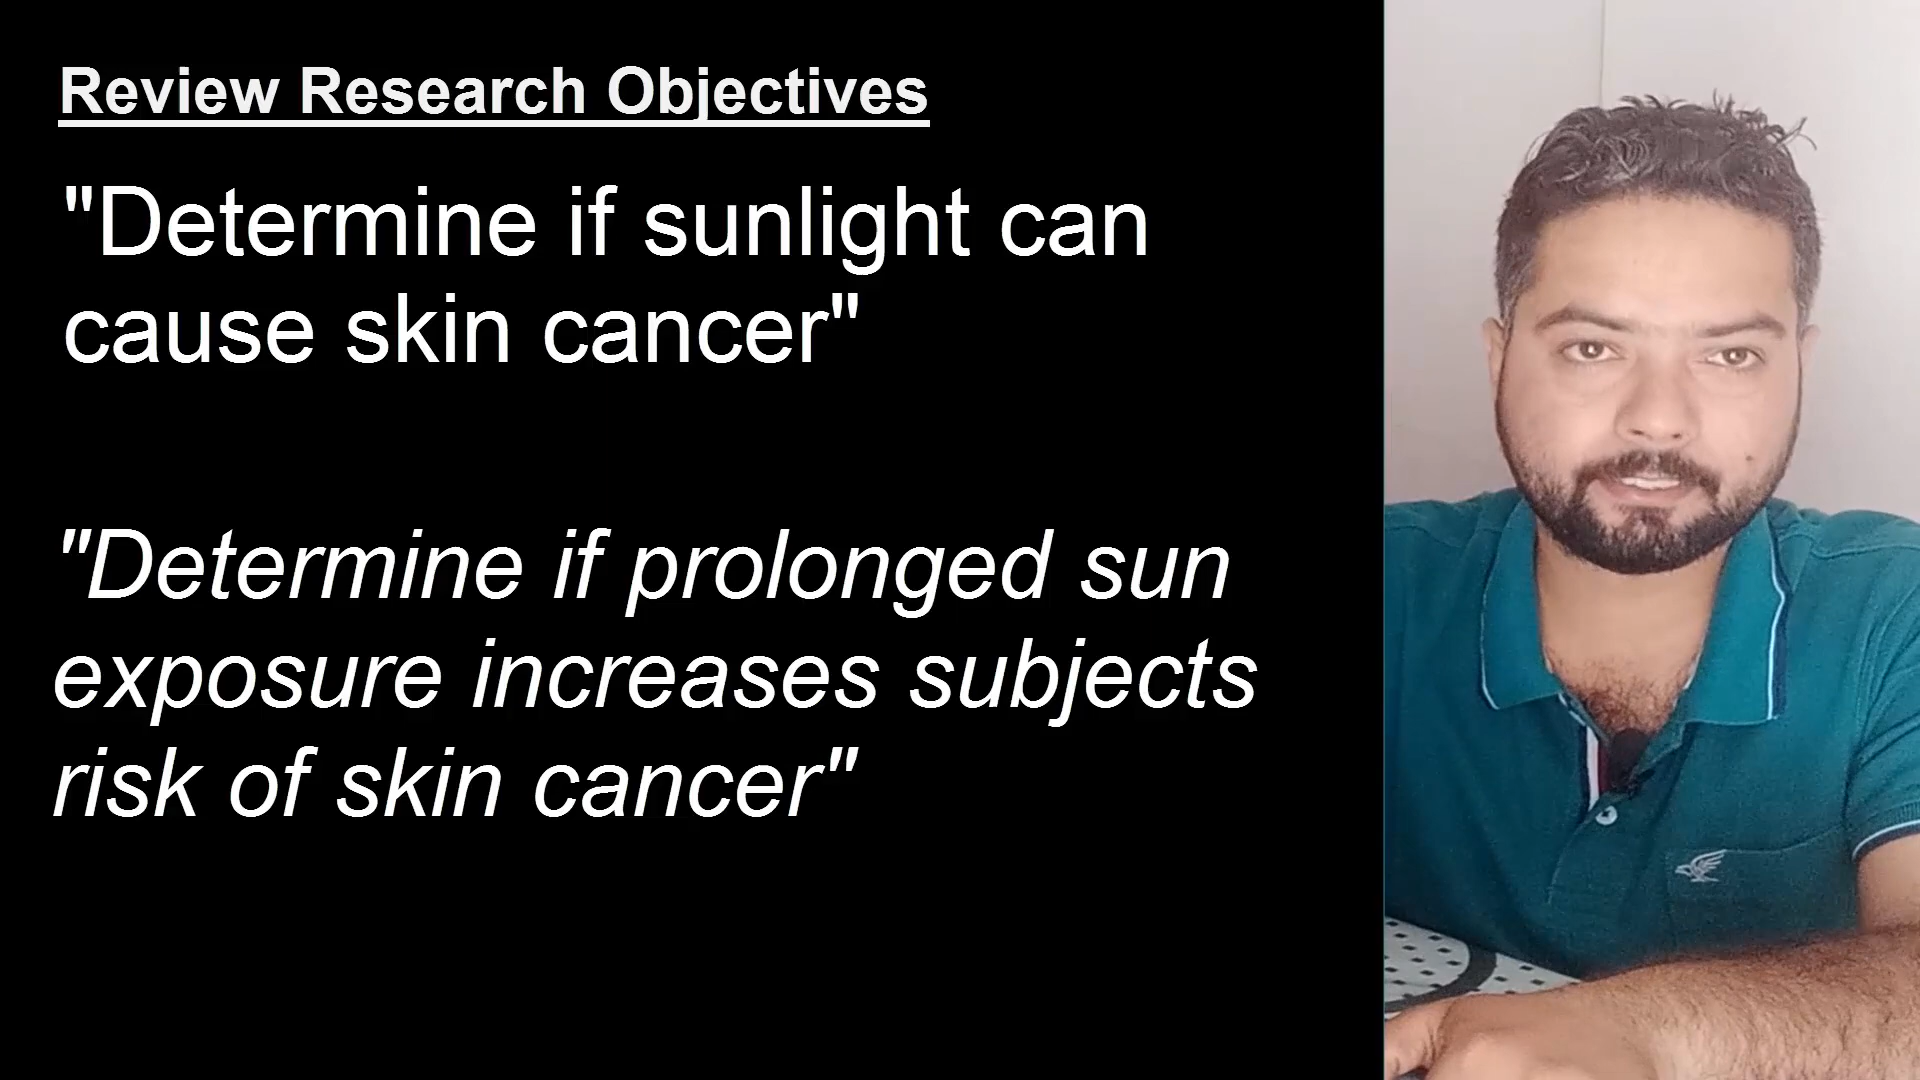 Review Research Objectives
"Determine if sunlight can
cause skin cancer"
"Determine if prolonged sun
exposure increases subjects
risk of skin cancer"